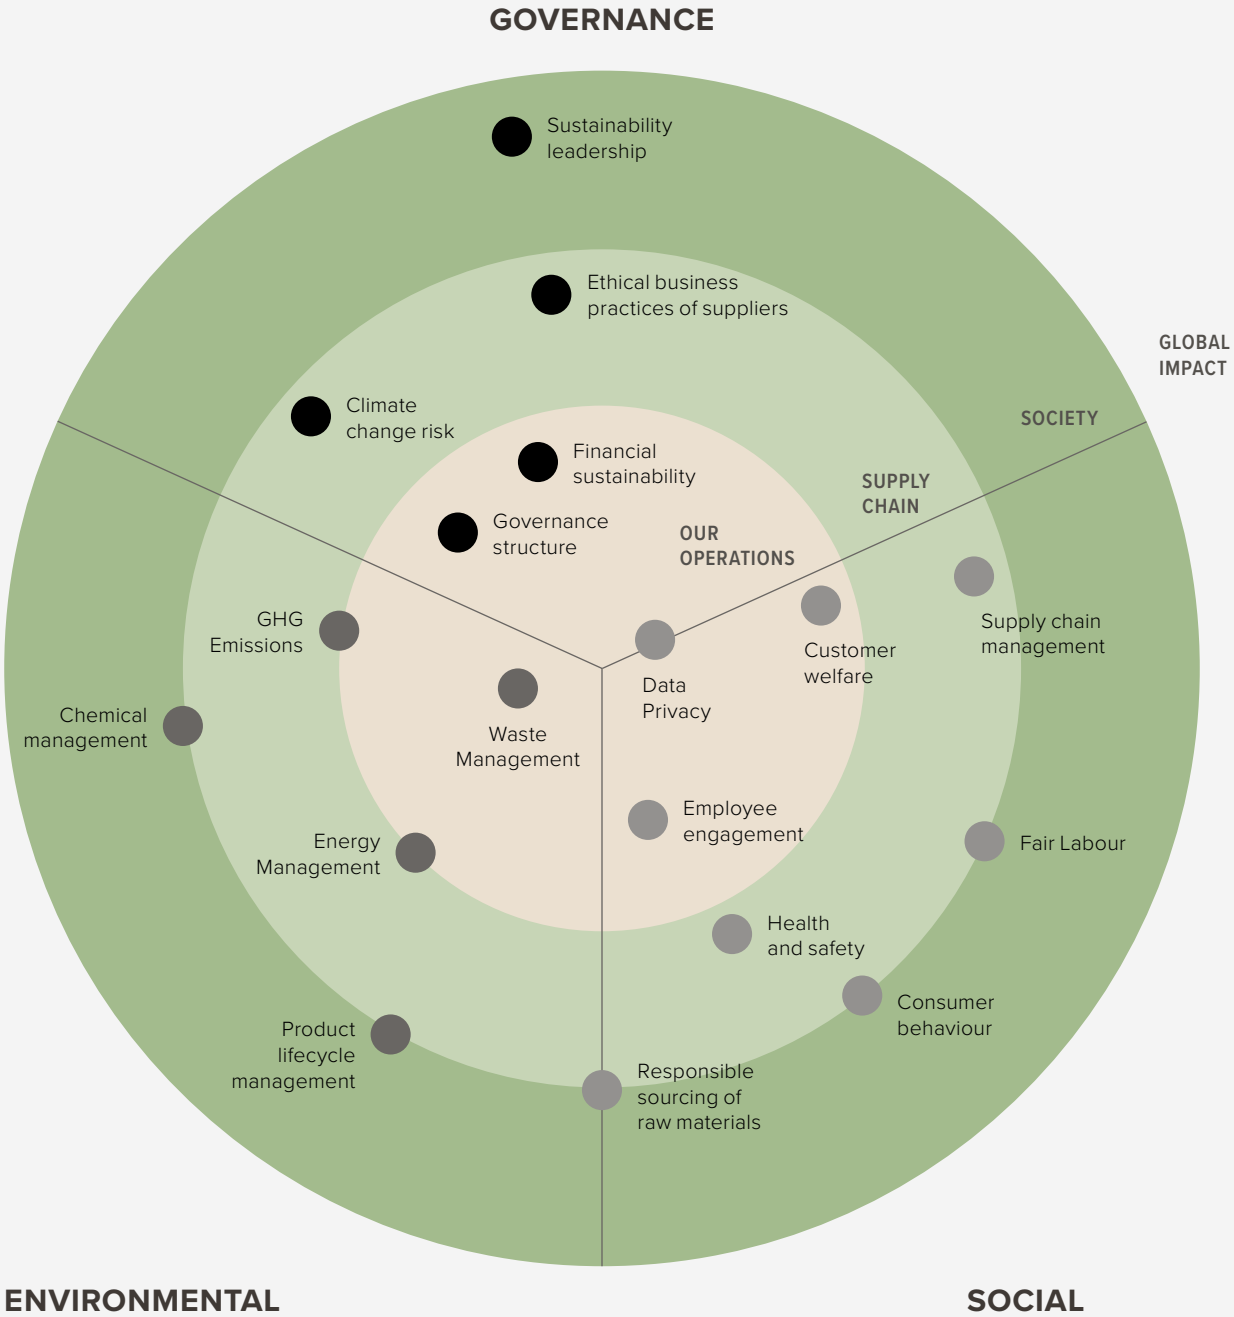 GOVERNANCE
Sustainability
leadership
Ethical business
practices of suppliers
GLOBAL
IMPACT
Climate
change risk
SOCIETY
Financial
sustainability
SUPPLY
CHAIN
Governance
structure
OUR
OPERATIONS
GHG
Emissions
Supply chain
management
Customer
welfare
Data
Privacy
Chemical
management
Waste
Management
Employee
engagement
Energy
Management
Fair Labour
Health
and safety
Consumer
behaviour
Product
lifecycle
management
Responsible
sourcing of
raw materials
ENVIRONMENTAL
SOCIAL